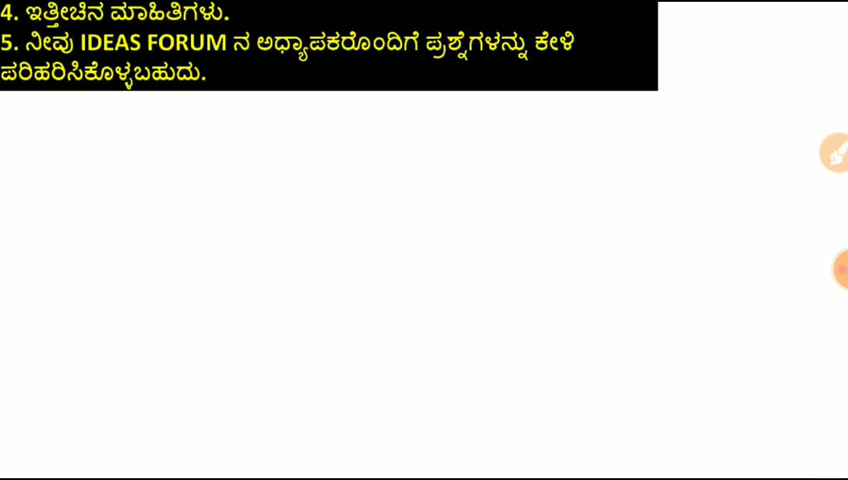 4. ಇತ್ತೀಚಿನ ಮಾಹಿತಿಗಳು.
5. ನೀವು IDEAS FORUM ನ ಅಧ್ಯಾಪಕರೊಂದಿಗೆ ಪ್ರಶ್ನೆಗಳನ್ನು ಕೇಳಿ
ಪರಿಹರಿಸಿಕೊಳ್ಳಬಹುದು.